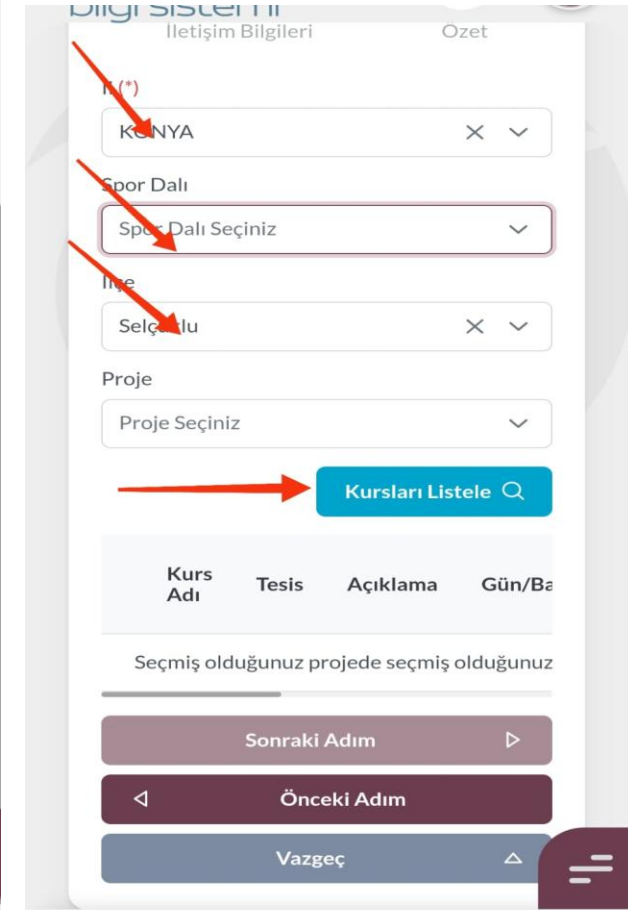 bilgi sistemi
İletişim Bilgileri Özet
İl (*)
KONYA
Spor Dalı
Spor Dalı Seçiniz
İlçe
Selçuklu
Proje
Proje Seçiniz
Kursları Listele
Kurs Adı Tesis Açıklama Gün/Ba
Seçmiş olduğunuz projede seçmiş olduğunuz
Sonraki Adım
Önceki Adım
Vazgeç